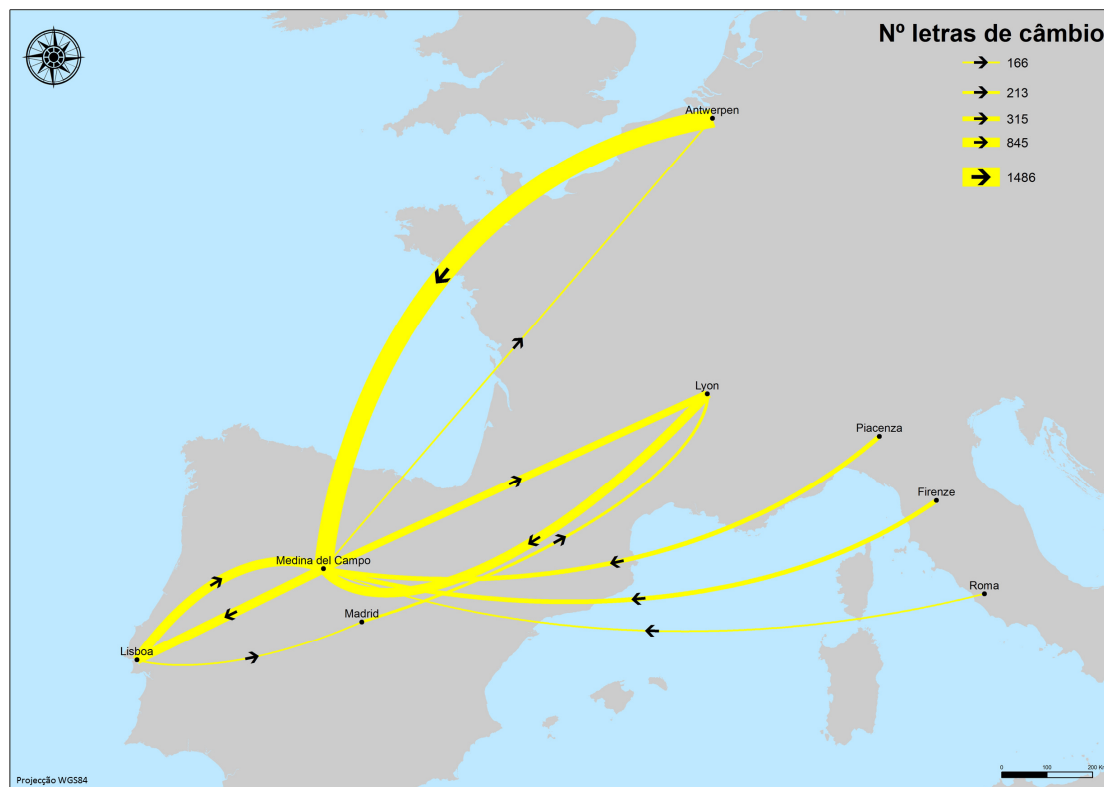 Nº letras de câmbio
166
213
315
845
1486
Antwerpen
Lyon
Piacenza
Firenze
Medina del Campo
Roma
Madrid
Lisboa
Projecção WGS84
0 100 200 Km